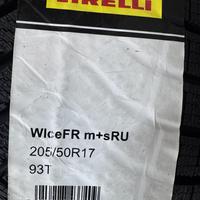 PIRELLI
WIceFR m+sRU
205/50R17
93T